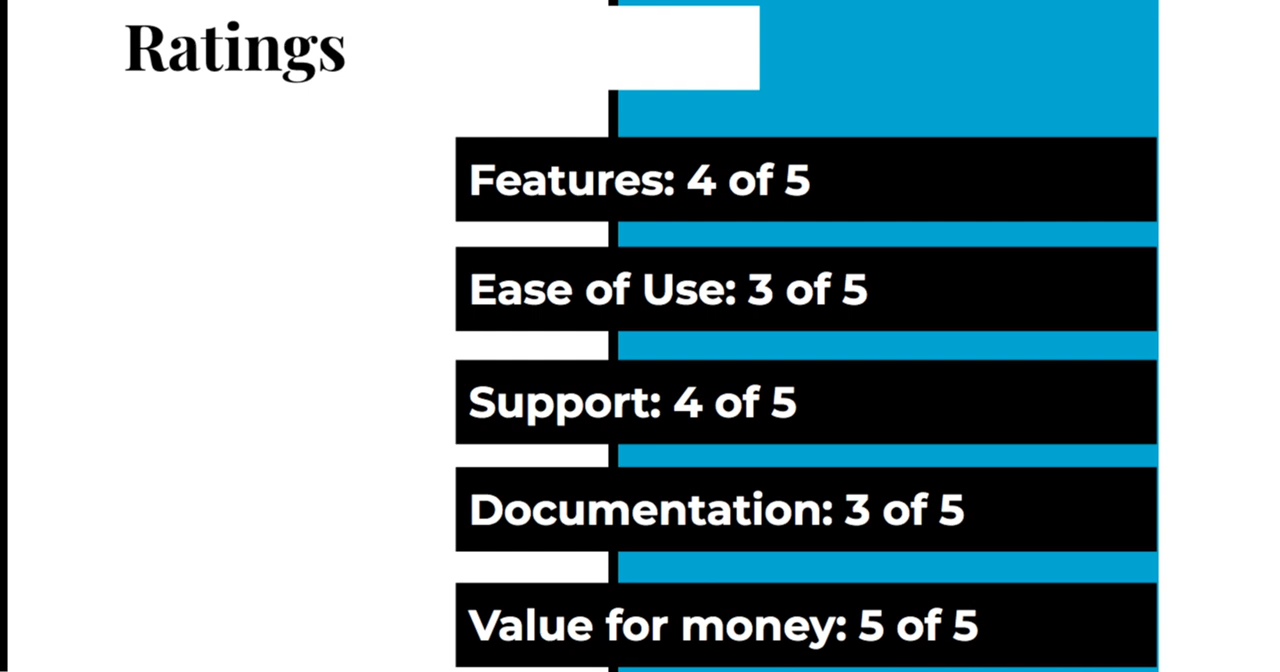 Ratings
Features: 4 of 5
Ease of Use: 3 of 5
Support: 4 of 5
Documentation: 3 of 5
Value for money: 5 of 5